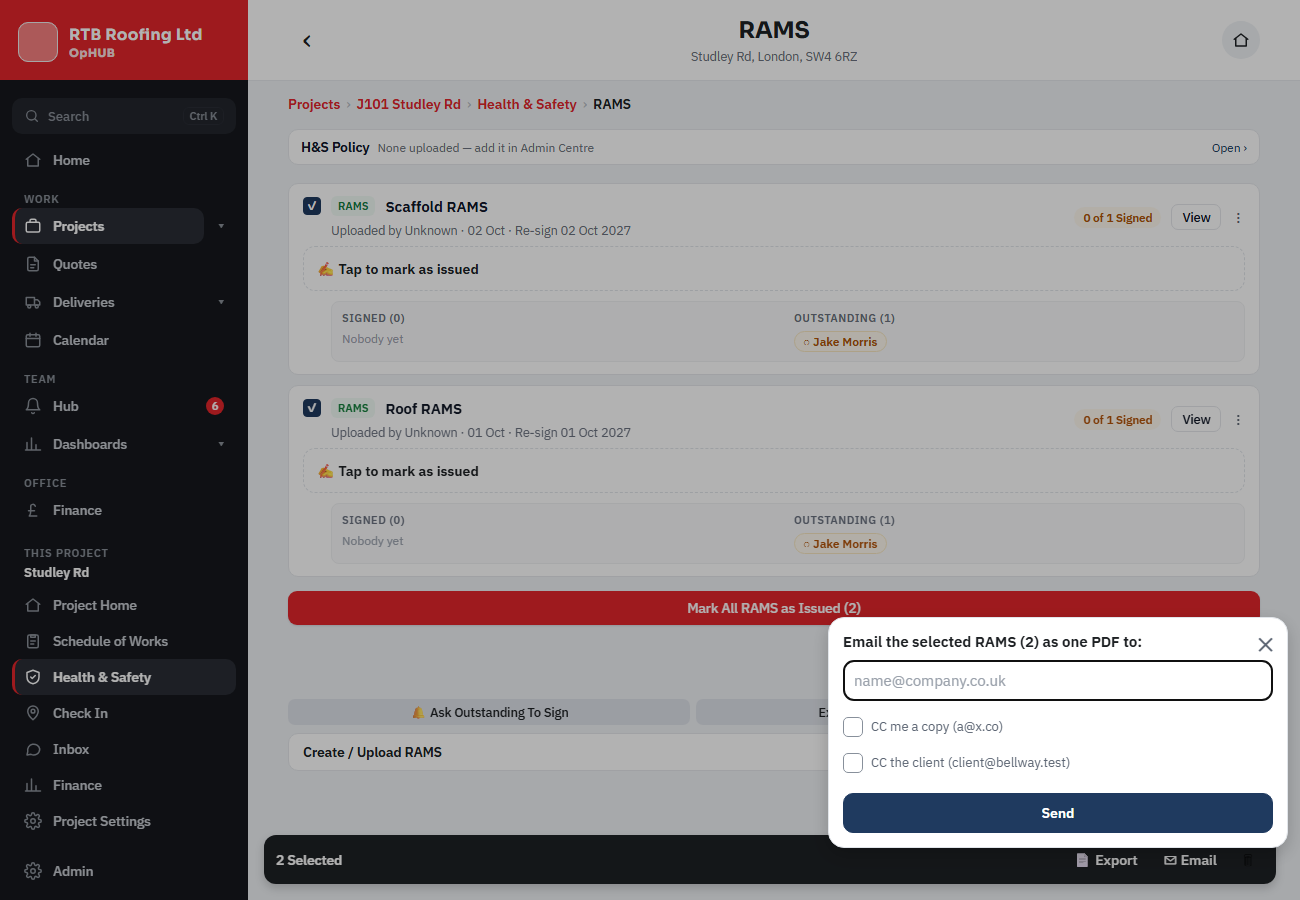 RTB Roofing Ltd
OpHUB
Search Ctrl K
Home
WORK
Projects
Quotes
Deliveries
Calendar
TEAM
Hub 6
Dashboards
OFFICE
Finance
THIS PROJECT
Studley Rd
Project Home
Schedule of Works
Health & Safety
Check In
Inbox
Finance
Project Settings
Admin
RAMS
Studley Rd, London, SW4 6RZ
Projects › J101 Studley Rd › Health & Safety › RAMS
H&S Policy None uploaded — add it in Admin Centre Open ›
RAMS Scaffold RAMS
Uploaded by Unknown · 02 Oct · Re-sign 02 Oct 2027
0 of 1 Signed View
✍️ Tap to mark as issued
SIGNED (0) OUTSTANDING (1)
Nobody yet ○ Jake Morris
RAMS Roof RAMS
Uploaded by Unknown · 01 Oct · Re-sign 01 Oct 2027
0 of 1 Signed View
✍️ Tap to mark as issued
SIGNED (0) OUTSTANDING (1)
Nobody yet ○ Jake Morris
Mark All RAMS as Issued (2)
🔔 Ask Outstanding To Sign
Create / Upload RAMS
Email the selected RAMS (2) as one PDF to:
name@company.co.uk
CC me a copy (a@x.co)
CC the client (client@bellway.test)
Send
2 Selected Export Email